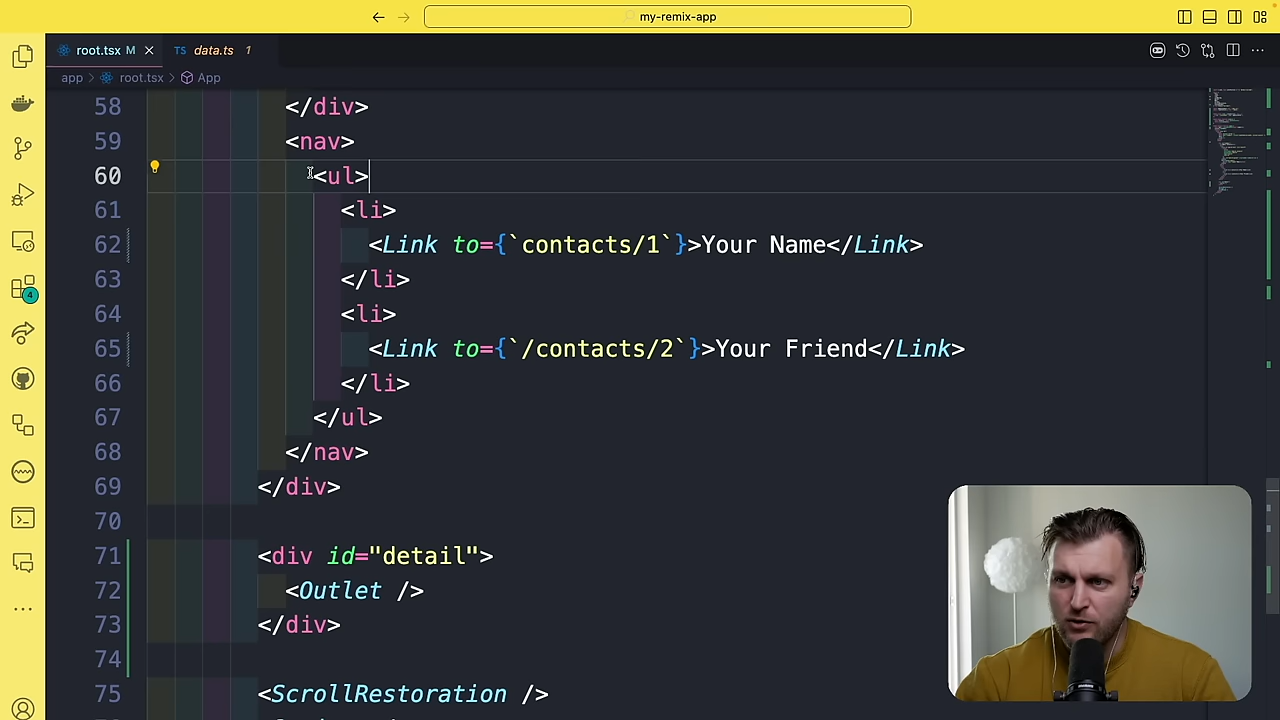 my-remix-app
root.tsx M
TS data.ts 1
app > root.tsx > App
58 </div>
59 <nav>
60 <ul>
61 <li>
62 <Link to={`contacts/1`}>Your Name</Link>
63 </li>
64 <li>
65 <Link to={`/contacts/2`}>Your Friend</Link>
66 </li>
67 </ul>
68 </nav>
69 </div>
70
71 <div id="detail">
72 <Outlet />
73 </div>
74
75 <ScrollRestoration />
4